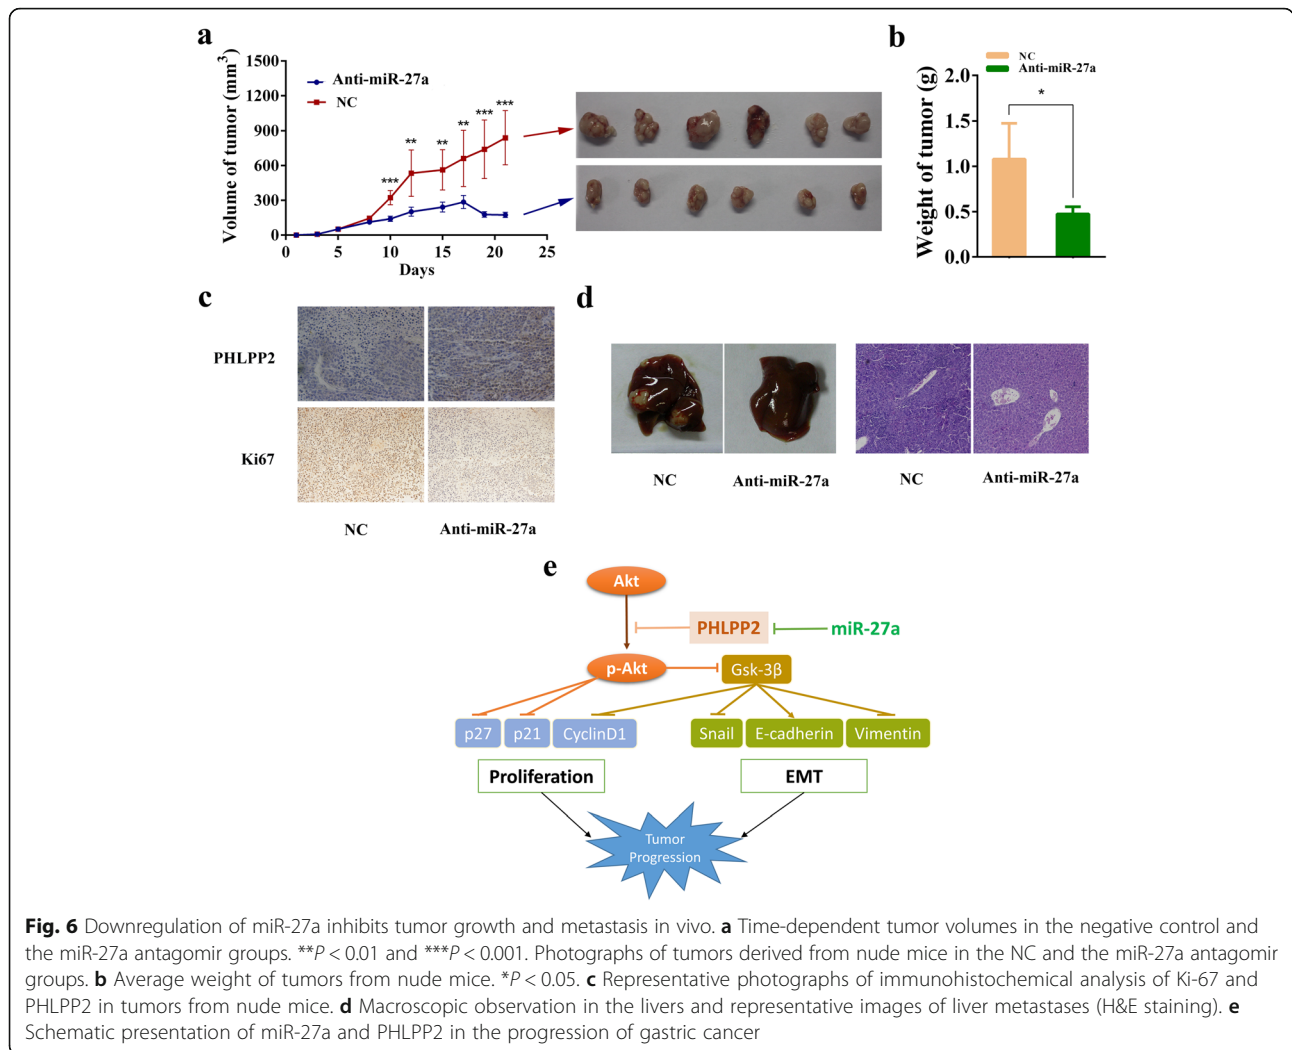 a
Volume of tumor (mm³)
1500
1200
900
600
300
0
Anti-miR-27a
NC
***
**
**
**
***
***
0
5
10
15
20
25
Days
b
NC
Anti-miR-27a
Weight of tumor (g)
2.0
1.5
1.0
0.5
0.0
*
c
PHLPP2
Ki67
NC
Anti-miR-27a
d
NC
Anti-miR-27a
NC
Anti-miR-27a
e
Akt
PHLPP2
miR-27a
p-Akt
Gsk-3β
p27
p21
CyclinD1
Snail
E-cadherin
Vimentin
Proliferation
EMT
Tumor
Progression
Fig. 6 Downregulation of miR-27a inhibits tumor growth and metastasis in vivo. a Time-dependent tumor volumes in the negative control and
the miR-27a antagomir groups. **P < 0.01 and ***P < 0.001. Photographs of tumors derived from nude mice in the NC and the miR-27a antagomir
groups. b Average weight of tumors from nude mice. *P < 0.05. c Representative photographs of immunohistochemical analysis of Ki-67 and
PHLPP2 in tumors from nude mice. d Macroscopic observation in the livers and representative images of liver metastases (H&E staining). e
Schematic presentation of miR-27a and PHLPP2 in the progression of gastric cancer